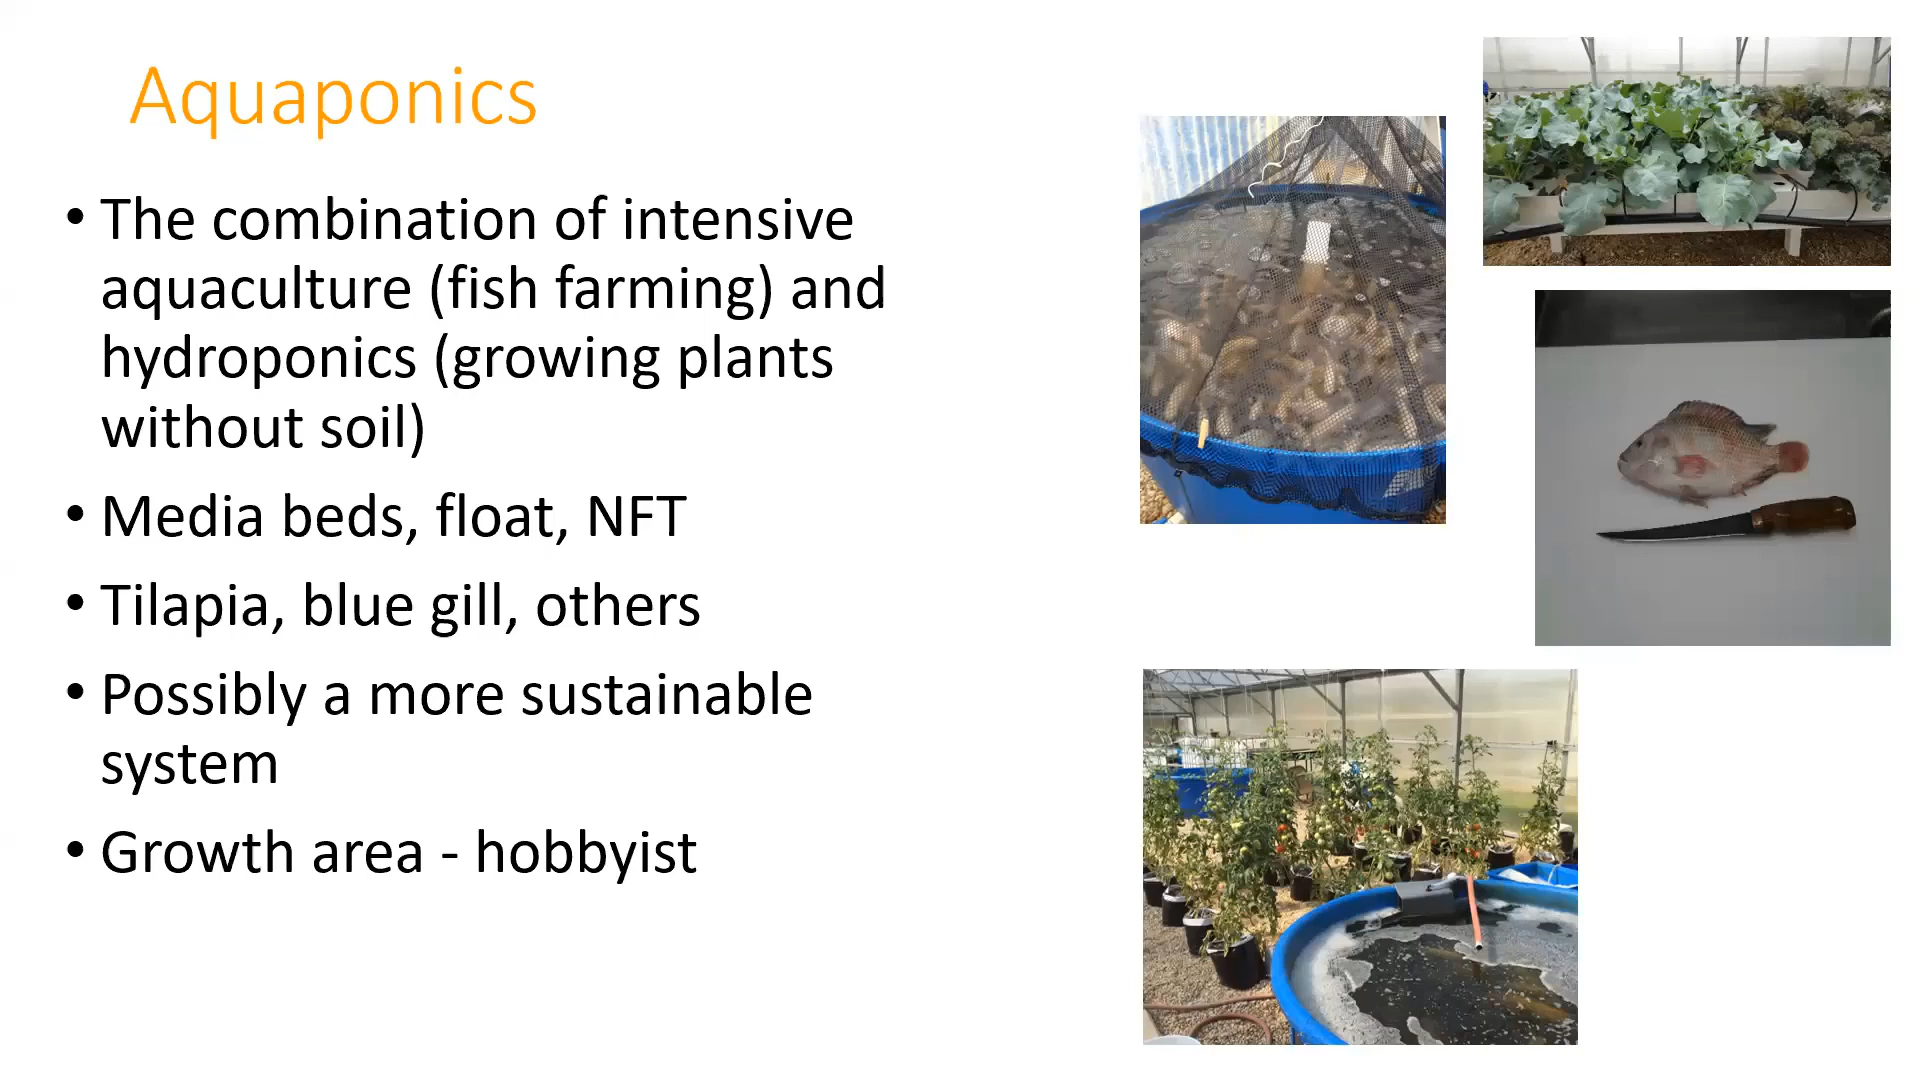 Aquaponics
• The combination of intensive
aquaculture (fish farming) and
hydroponics (growing plants
without soil)
• Media beds, float, NFT
• Tilapia, blue gill, others
• Possibly a more sustainable
system
• Growth area - hobbyist